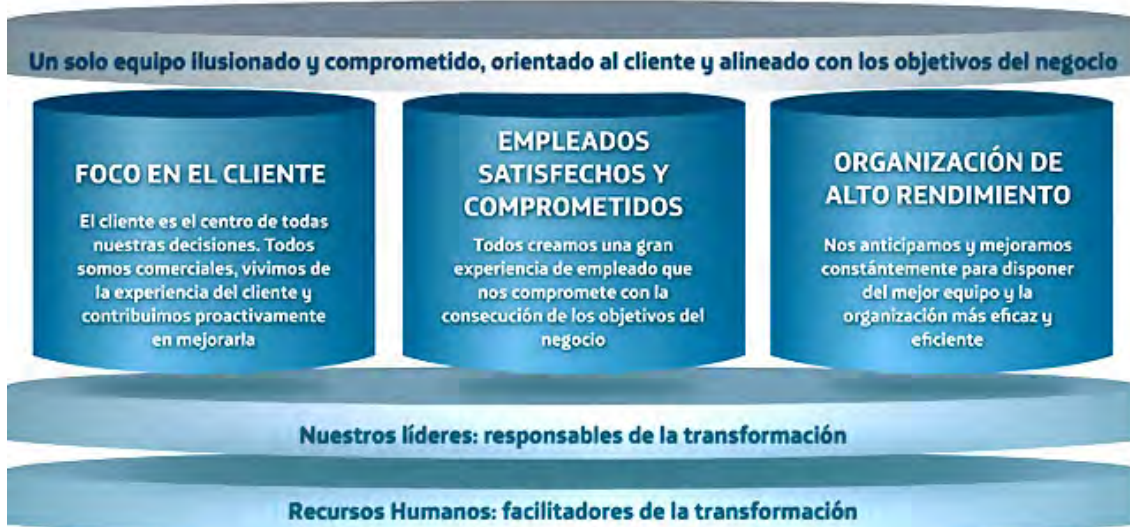 Un solo equipo ilusionado y comprometido, orientado al cliente y alineado con los objetivos del negocio
FOCO EN EL CLIENTE
El cliente es el centro de todas
nuestras decisiones. Todos
somos comerciales, vivimos de
la experiencia del cliente y
contribuimos proactivamente
en mejorarla
EMPLEADOS
SATISFECHOS Y
COMPROMETIDOS
Todos creamos una gran
experiencia de empleado que
nos compromete con la
consecución de los objetivos del
negocio
ORGANIZACIÓN DE
ALTO RENDIMIENTO
Nos anticipamos y mejoramos
constántemente para disponer
del mejor equipo y la
organización más eficaz y
eficiente
Nuestros líderes: responsables de la transformación
Recursos Humanos: facilitadores de la transformación